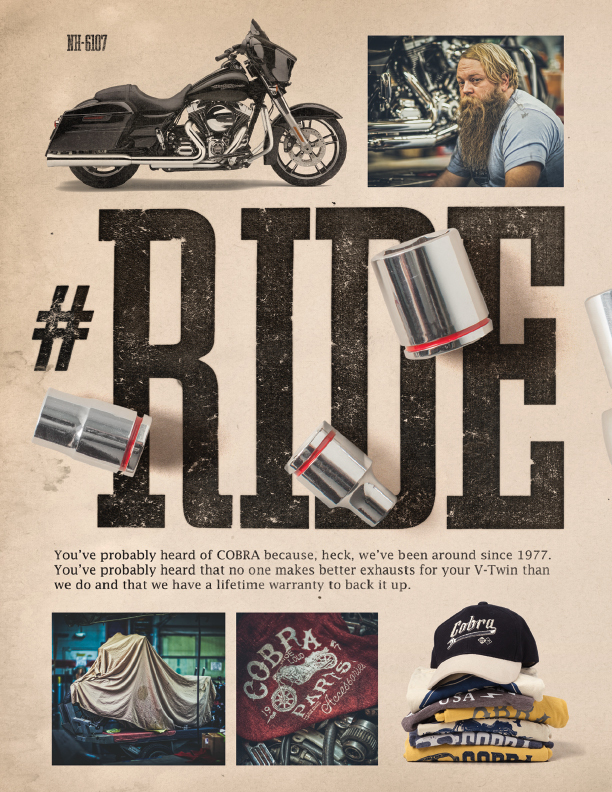 NH-6107
#RIDE
You've probably heard of COBRA because, heck, we've been around since 1977.
You've probably heard that no one makes better exhausts for your V-Twin than
we do and that we have a lifetime warranty to back it up.
COBRA
PARTS
Accessories
Cobra
USA
COBRA